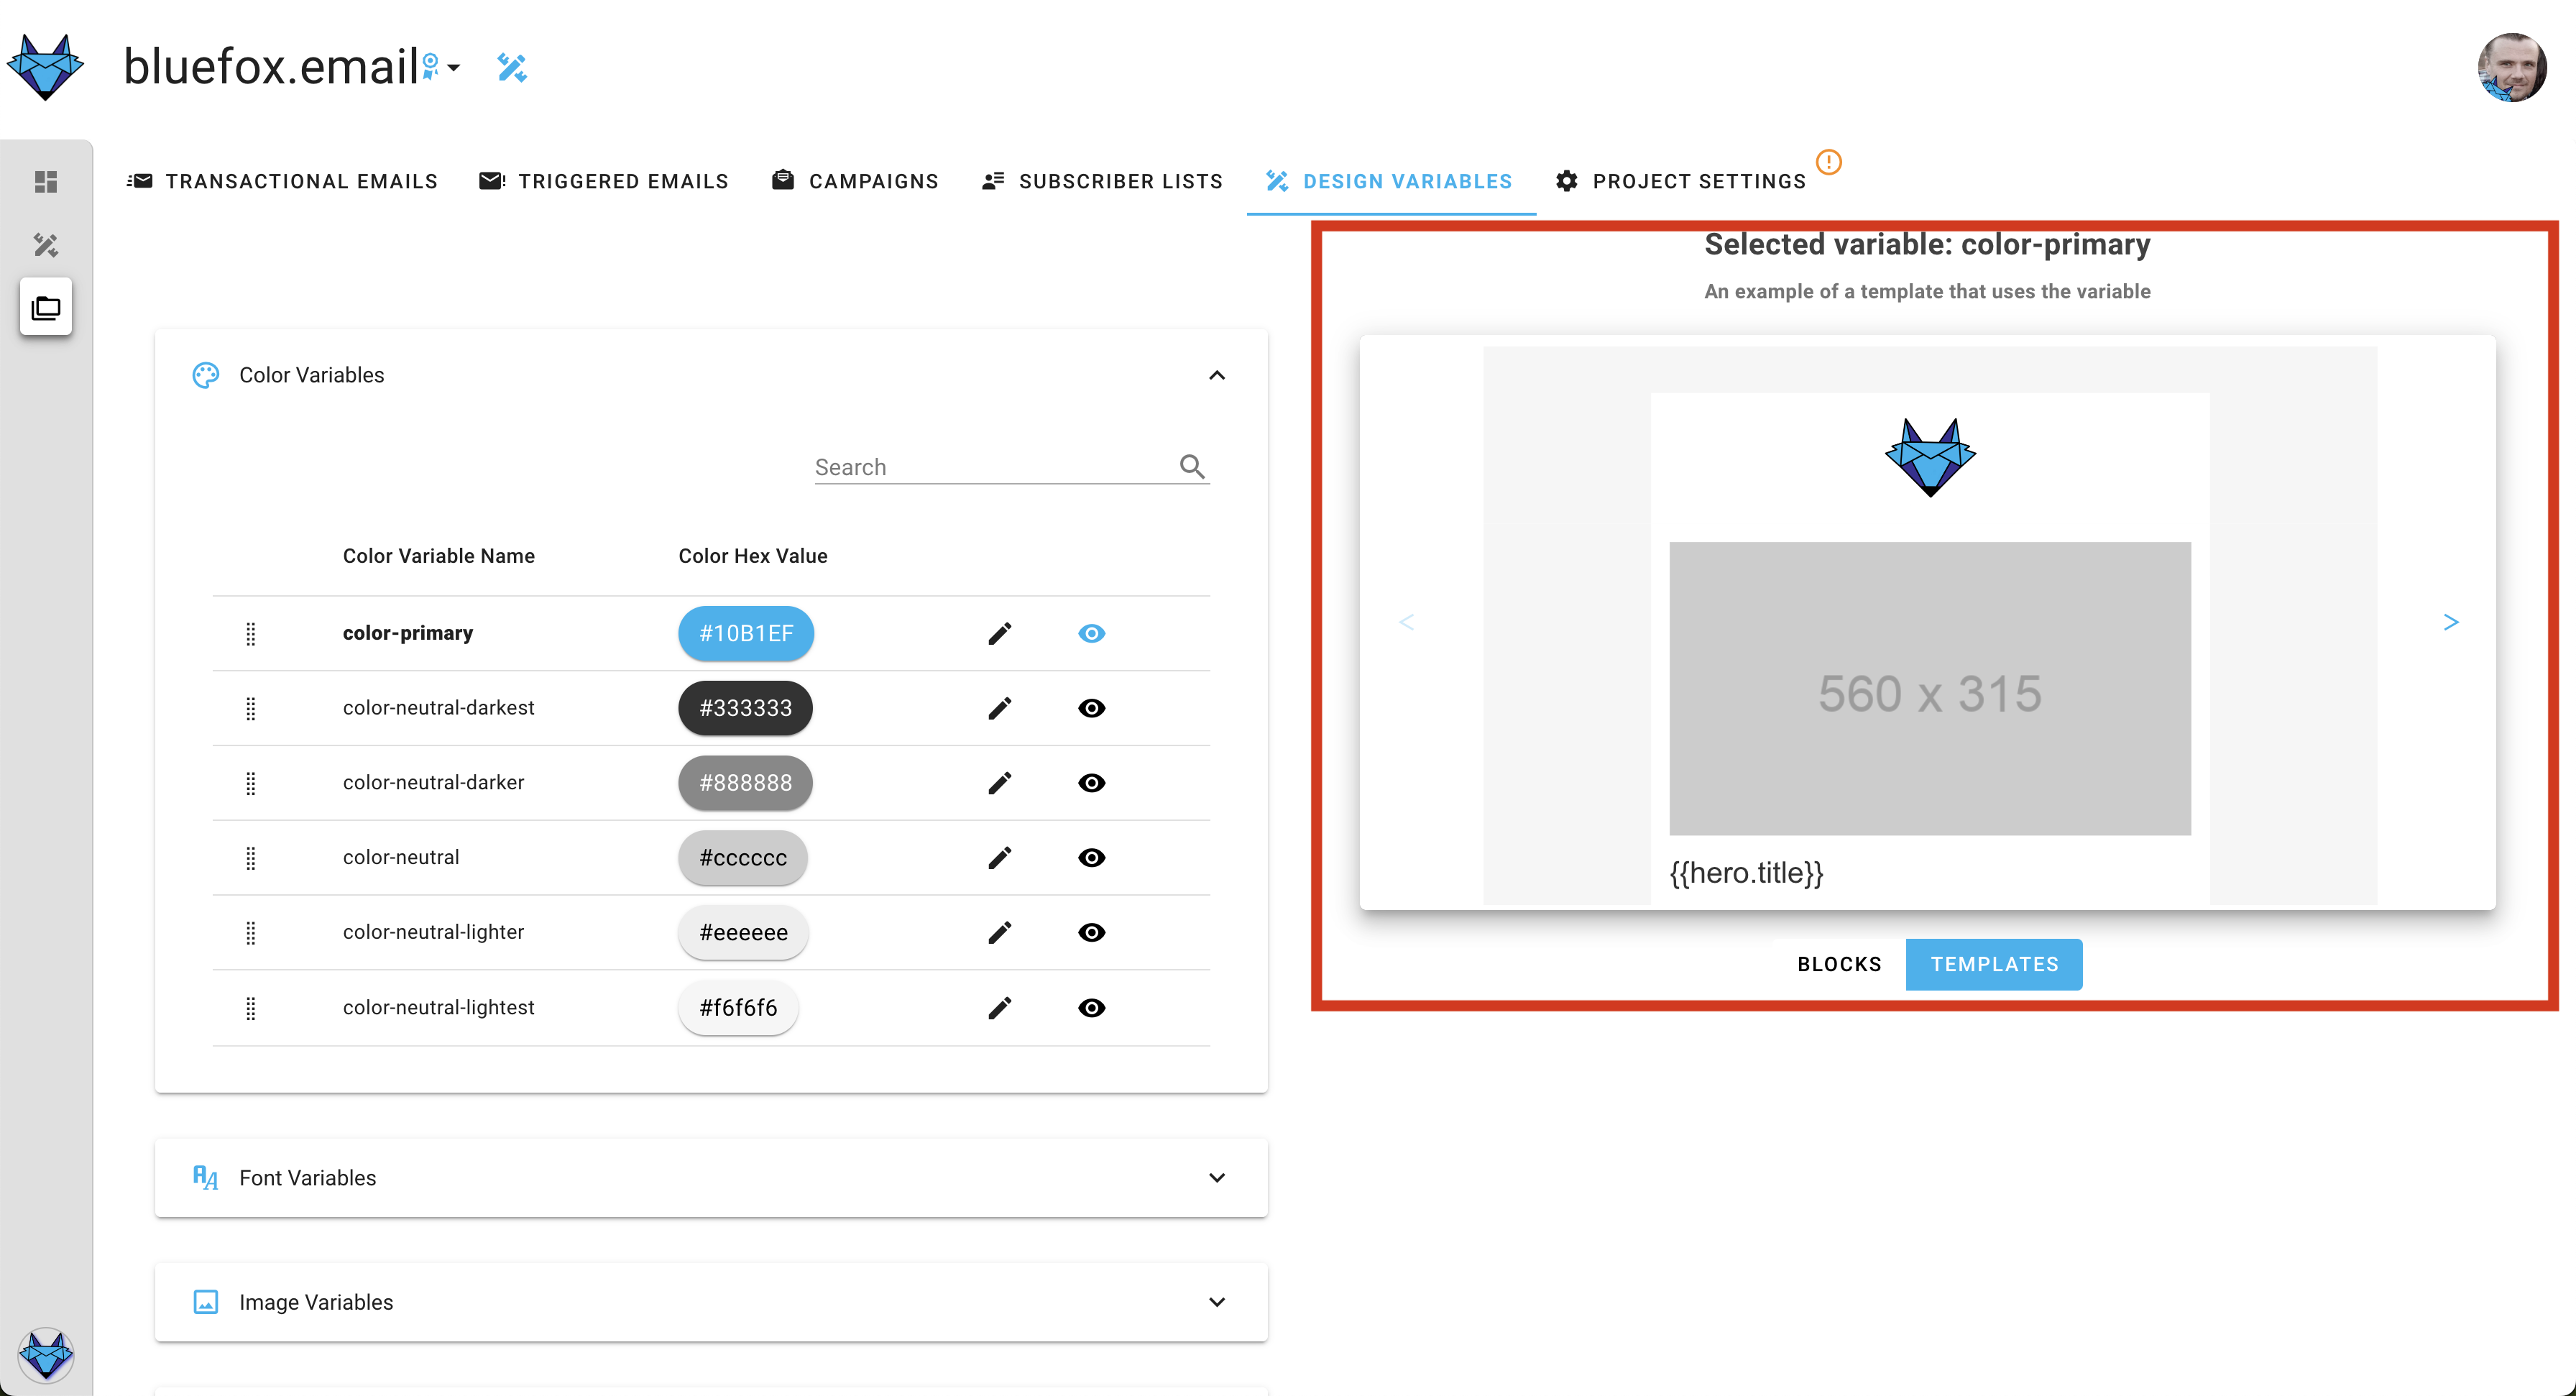 bluefox.email
TRANSACTIONAL EMAILS
TRIGGERED EMAILS
CAMPAIGNS
SUBSCRIBER LISTS
DESIGN VARIABLES
PROJECT SETTINGS
Color Variables
Search
Color Variable Name Color Hex Value
color-primary #10B1EF
color-neutral-darkest #333333
color-neutral-darker #888888
color-neutral #cccccc
color-neutral-lighter #eeeeee
color-neutral-lightest #f6f6f6
Font Variables
Image Variables
Selected variable: color-primary
An example of a template that uses the variable
<
560 x 315
>
{{hero.title}}
BLOCKS
TEMPLATES